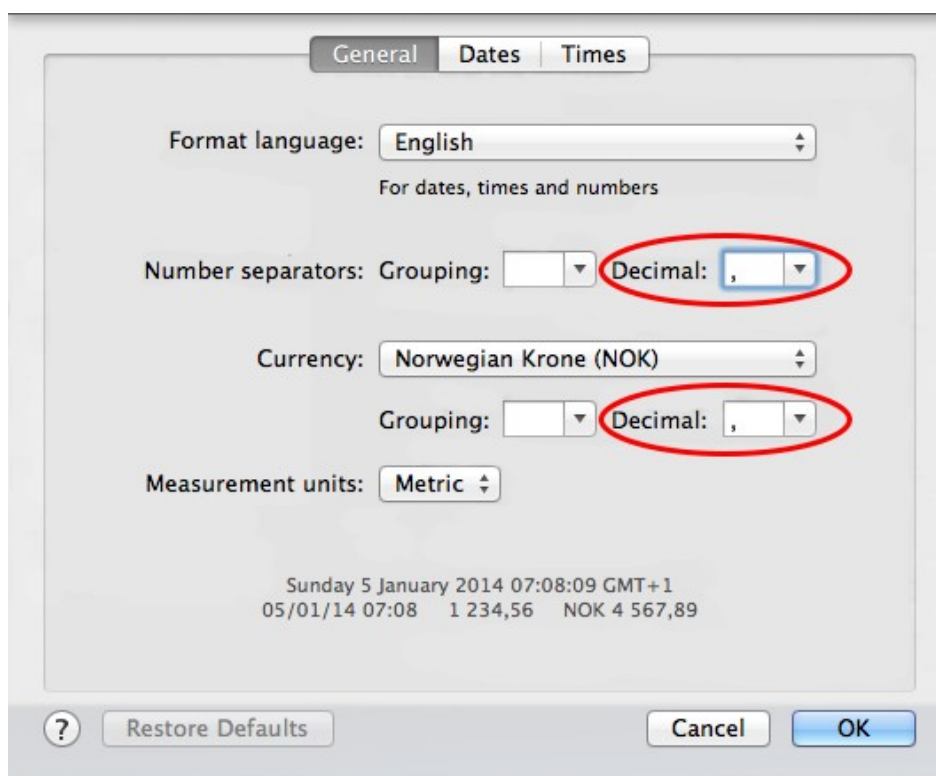 General Dates Times
Format language: English
For dates, times and numbers
Number separators: Grouping: Decimal: ,
Currency: Norwegian Krone (NOK)
Grouping: Decimal: ,
Measurement units: Metric
Sunday 5 January 2014 07:08:09 GMT+1
05/01/14 07:08 1 234,56 NOK 4 567,89
? Restore Defaults Cancel OK